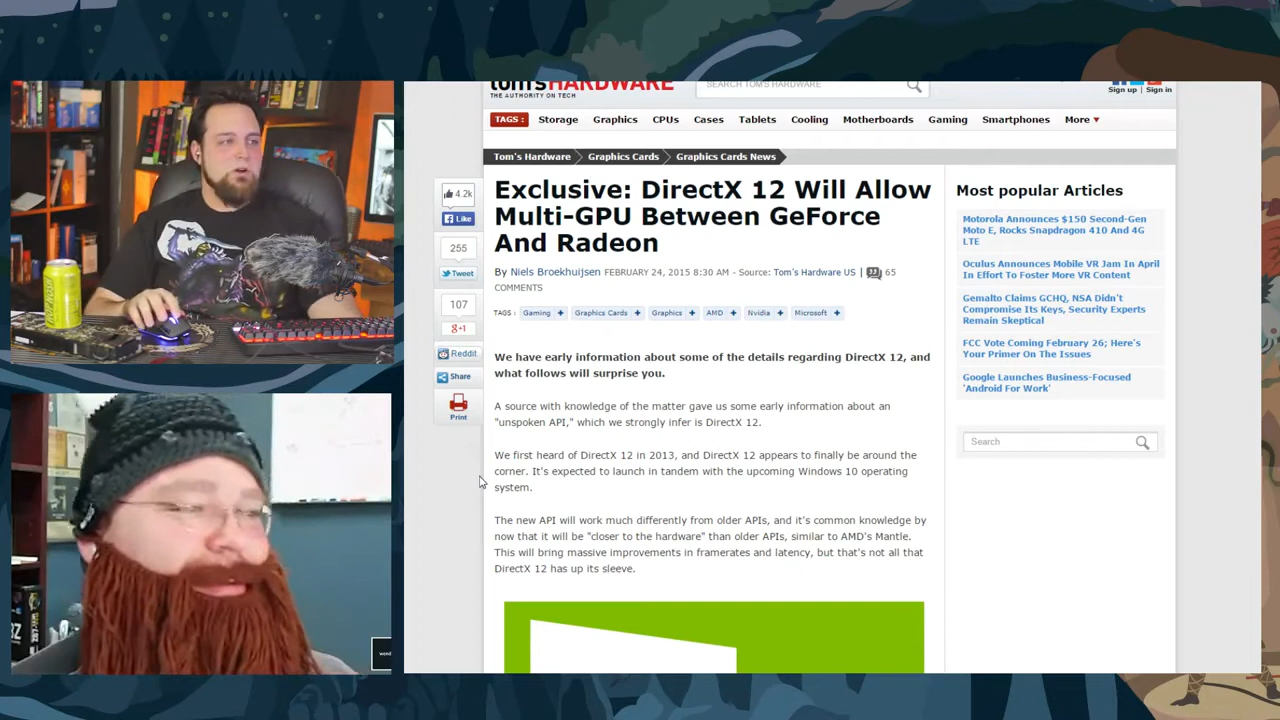 tom's HARDWARE
THE AUTHORITY ON TECH
SEARCH TOM'S HARDWARE
Sign up | Sign in
TAGS :
Storage
Graphics
CPUs
Cases
Tablets
Cooling
Motherboards
Gaming
Smartphones
More
Tom's Hardware
Graphics Cards
Graphics Cards News
4.2k
Like
255
Tweet
107
g+1
Reddit
Share
Print
Exclusive: DirectX 12 Will Allow
Multi-GPU Between GeForce
And Radeon
By Niels Broekhuijsen FEBRUARY 24, 2015 8:30 AM - Source: Tom's Hardware US | 65
COMMENTS
TAGS : Gaming + Graphics Cards + Graphics + AMD + Nvidia + Microsoft +
We have early information about some of the details regarding DirectX 12, and
what follows will surprise you.
A source with knowledge of the matter gave us some early information about an
"unspoken API," which we strongly infer is DirectX 12.
We first heard of DirectX 12 in 2013, and DirectX 12 appears to finally be around the
corner. It's expected to launch in tandem with the upcoming Windows 10 operating
system.
The new API will work much differently from older APIs, and it's common knowledge by
now that it will be "closer to the hardware" than older APIs, similar to AMD's Mantle.
This will bring massive improvements in framerates and latency, but that's not all that
DirectX 12 has up its sleeve.
Most popular Articles
Motorola Announces $150 Second-Gen
Moto E, Rocks Snapdragon 410 And 4G
LTE
Oculus Announces Mobile VR Jam In April
In Effort To Foster More VR Content
Gemalto Claims GCHQ, NSA Didn't
Compromise Its Keys, Security Experts
Remain Skeptical
FCC Vote Coming February 26; Here's
Your Primer On The Issues
Google Launches Business-Focused
'Android For Work'
Search